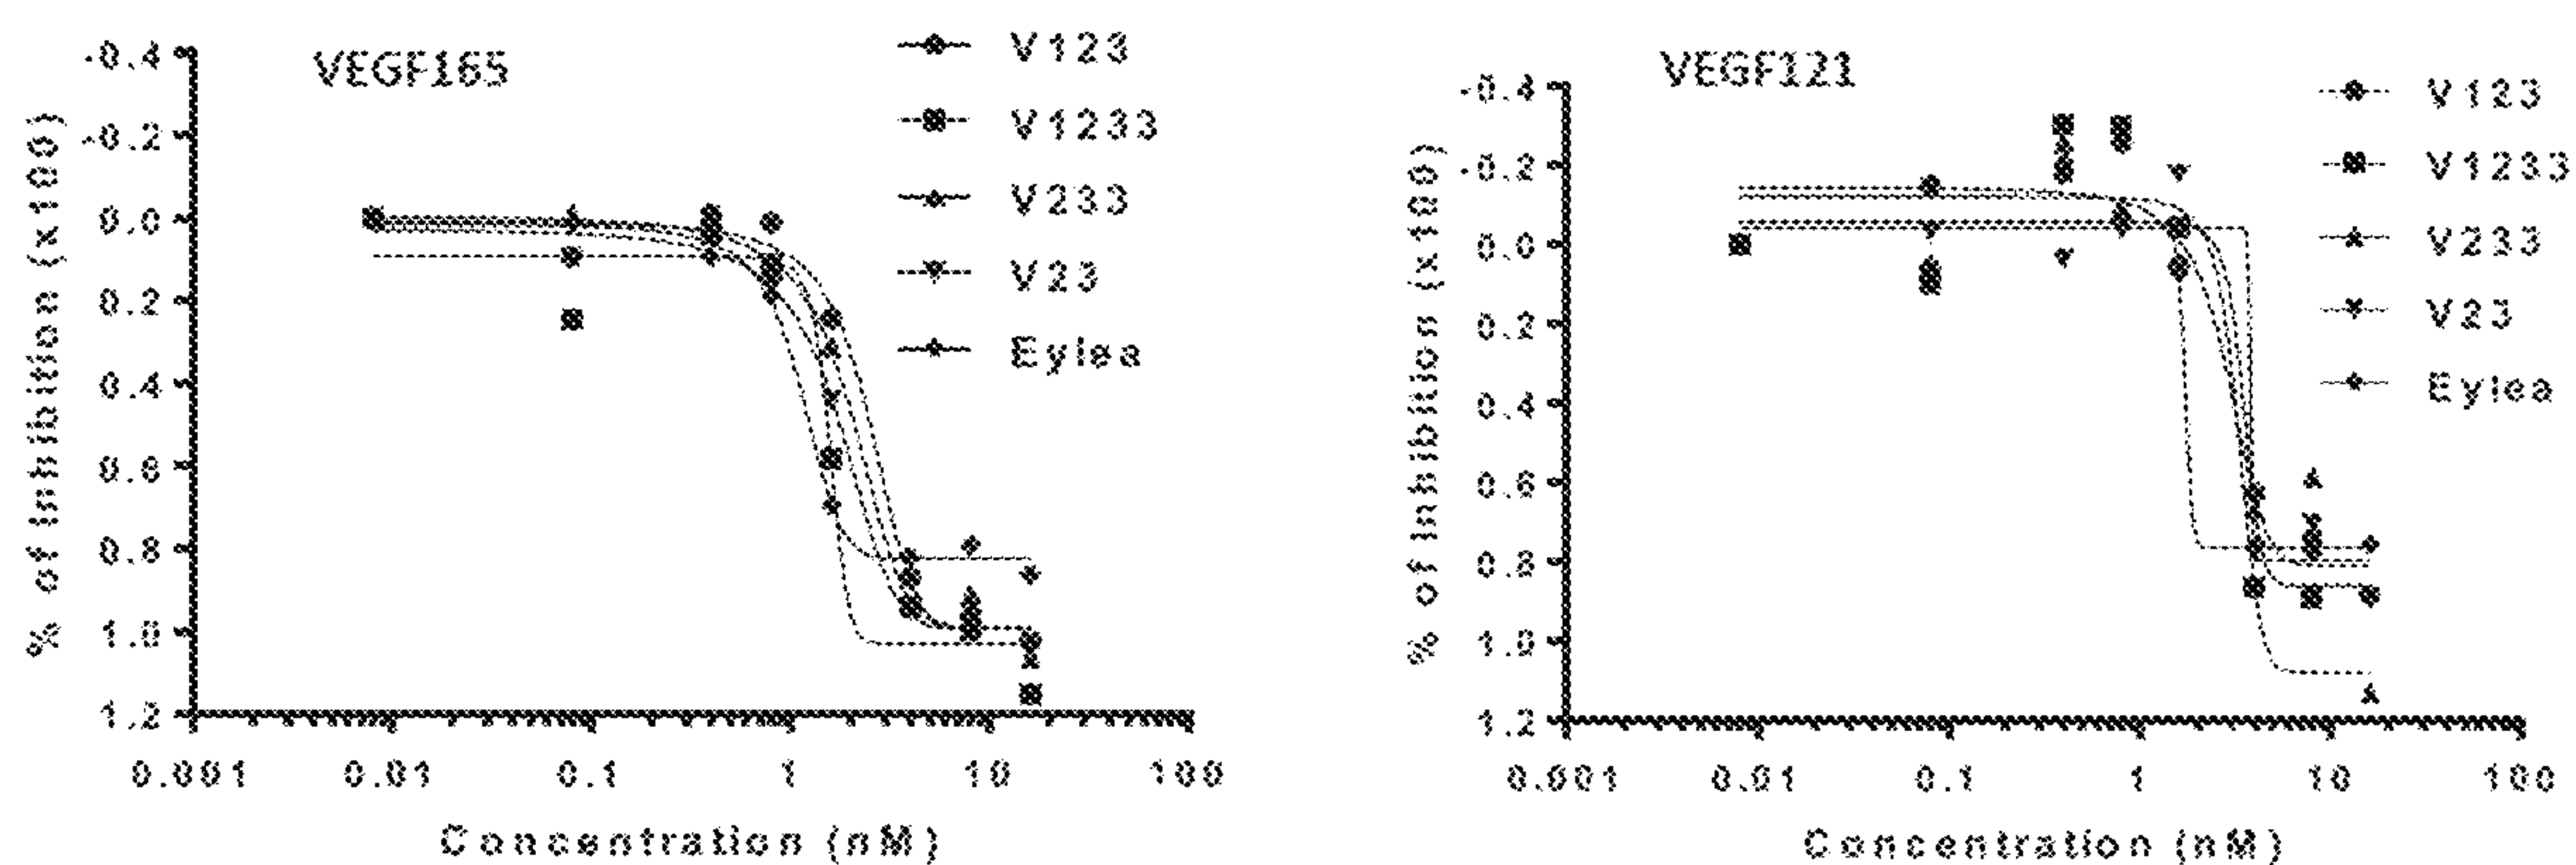 VEGF165
-0.4
-0.2
0.0
0.2
0.4
0.6
0.8
1.0
1.2
% of Inhibition (x100)
0.001 0.01 0.1 1 10 100
Concentration (nM)
V123
V1233
V233
V23
Eylea
VEGF121
-0.4
-0.2
0.0
0.2
0.4
0.6
0.8
1.0
1.2
% of Inhibition (x100)
0.001 0.01 0.1 1 10 100
Concentration (nM)
V123
V1233
V233
V23
Eylea